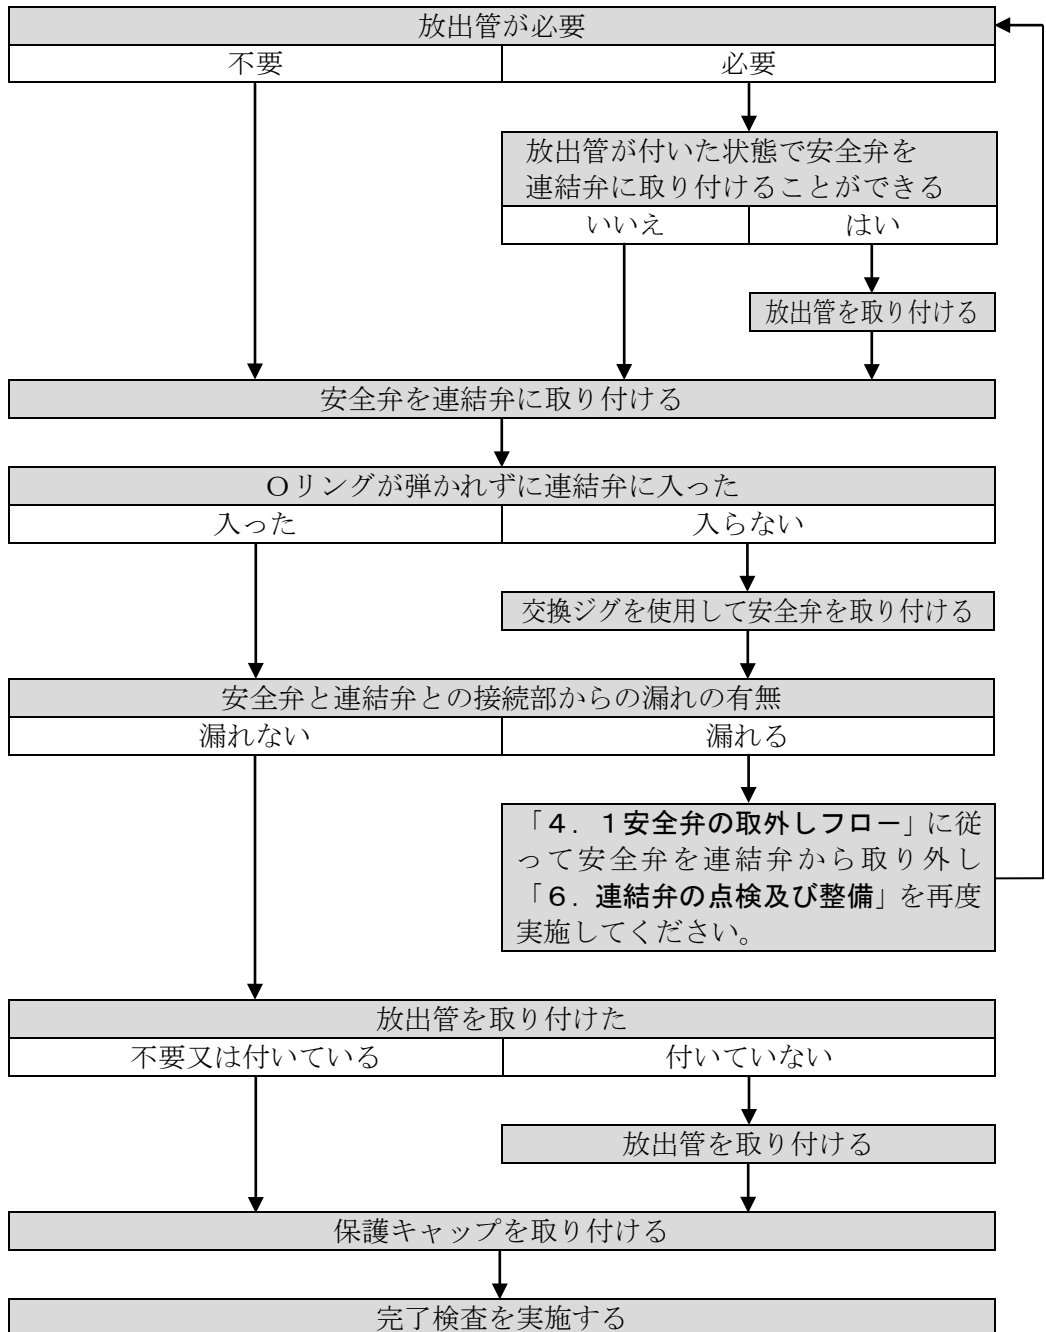 放出管が必要
不要
必要
放出管が付いた状態で安全弁を
連結弁に取り付けることができる
いいえ
はい
放出管を取り付ける
安全弁を連結弁に取り付ける
Oリングが弾かれずに連結弁に入った
入った
入らない
交換ジグを使用して安全弁を取り付ける
安全弁と連結弁との接続部からの漏れの有無
漏れない
漏れる
「4．1安全弁の取外しフロー」に従
って安全弁を連結弁から取り外し
「6．連結弁の点検及び整備」を再度
実施してください。
放出管を取り付けた
不要又は付いている
付いていない
放出管を取り付ける
保護キャップを取り付ける
完了検査を実施する